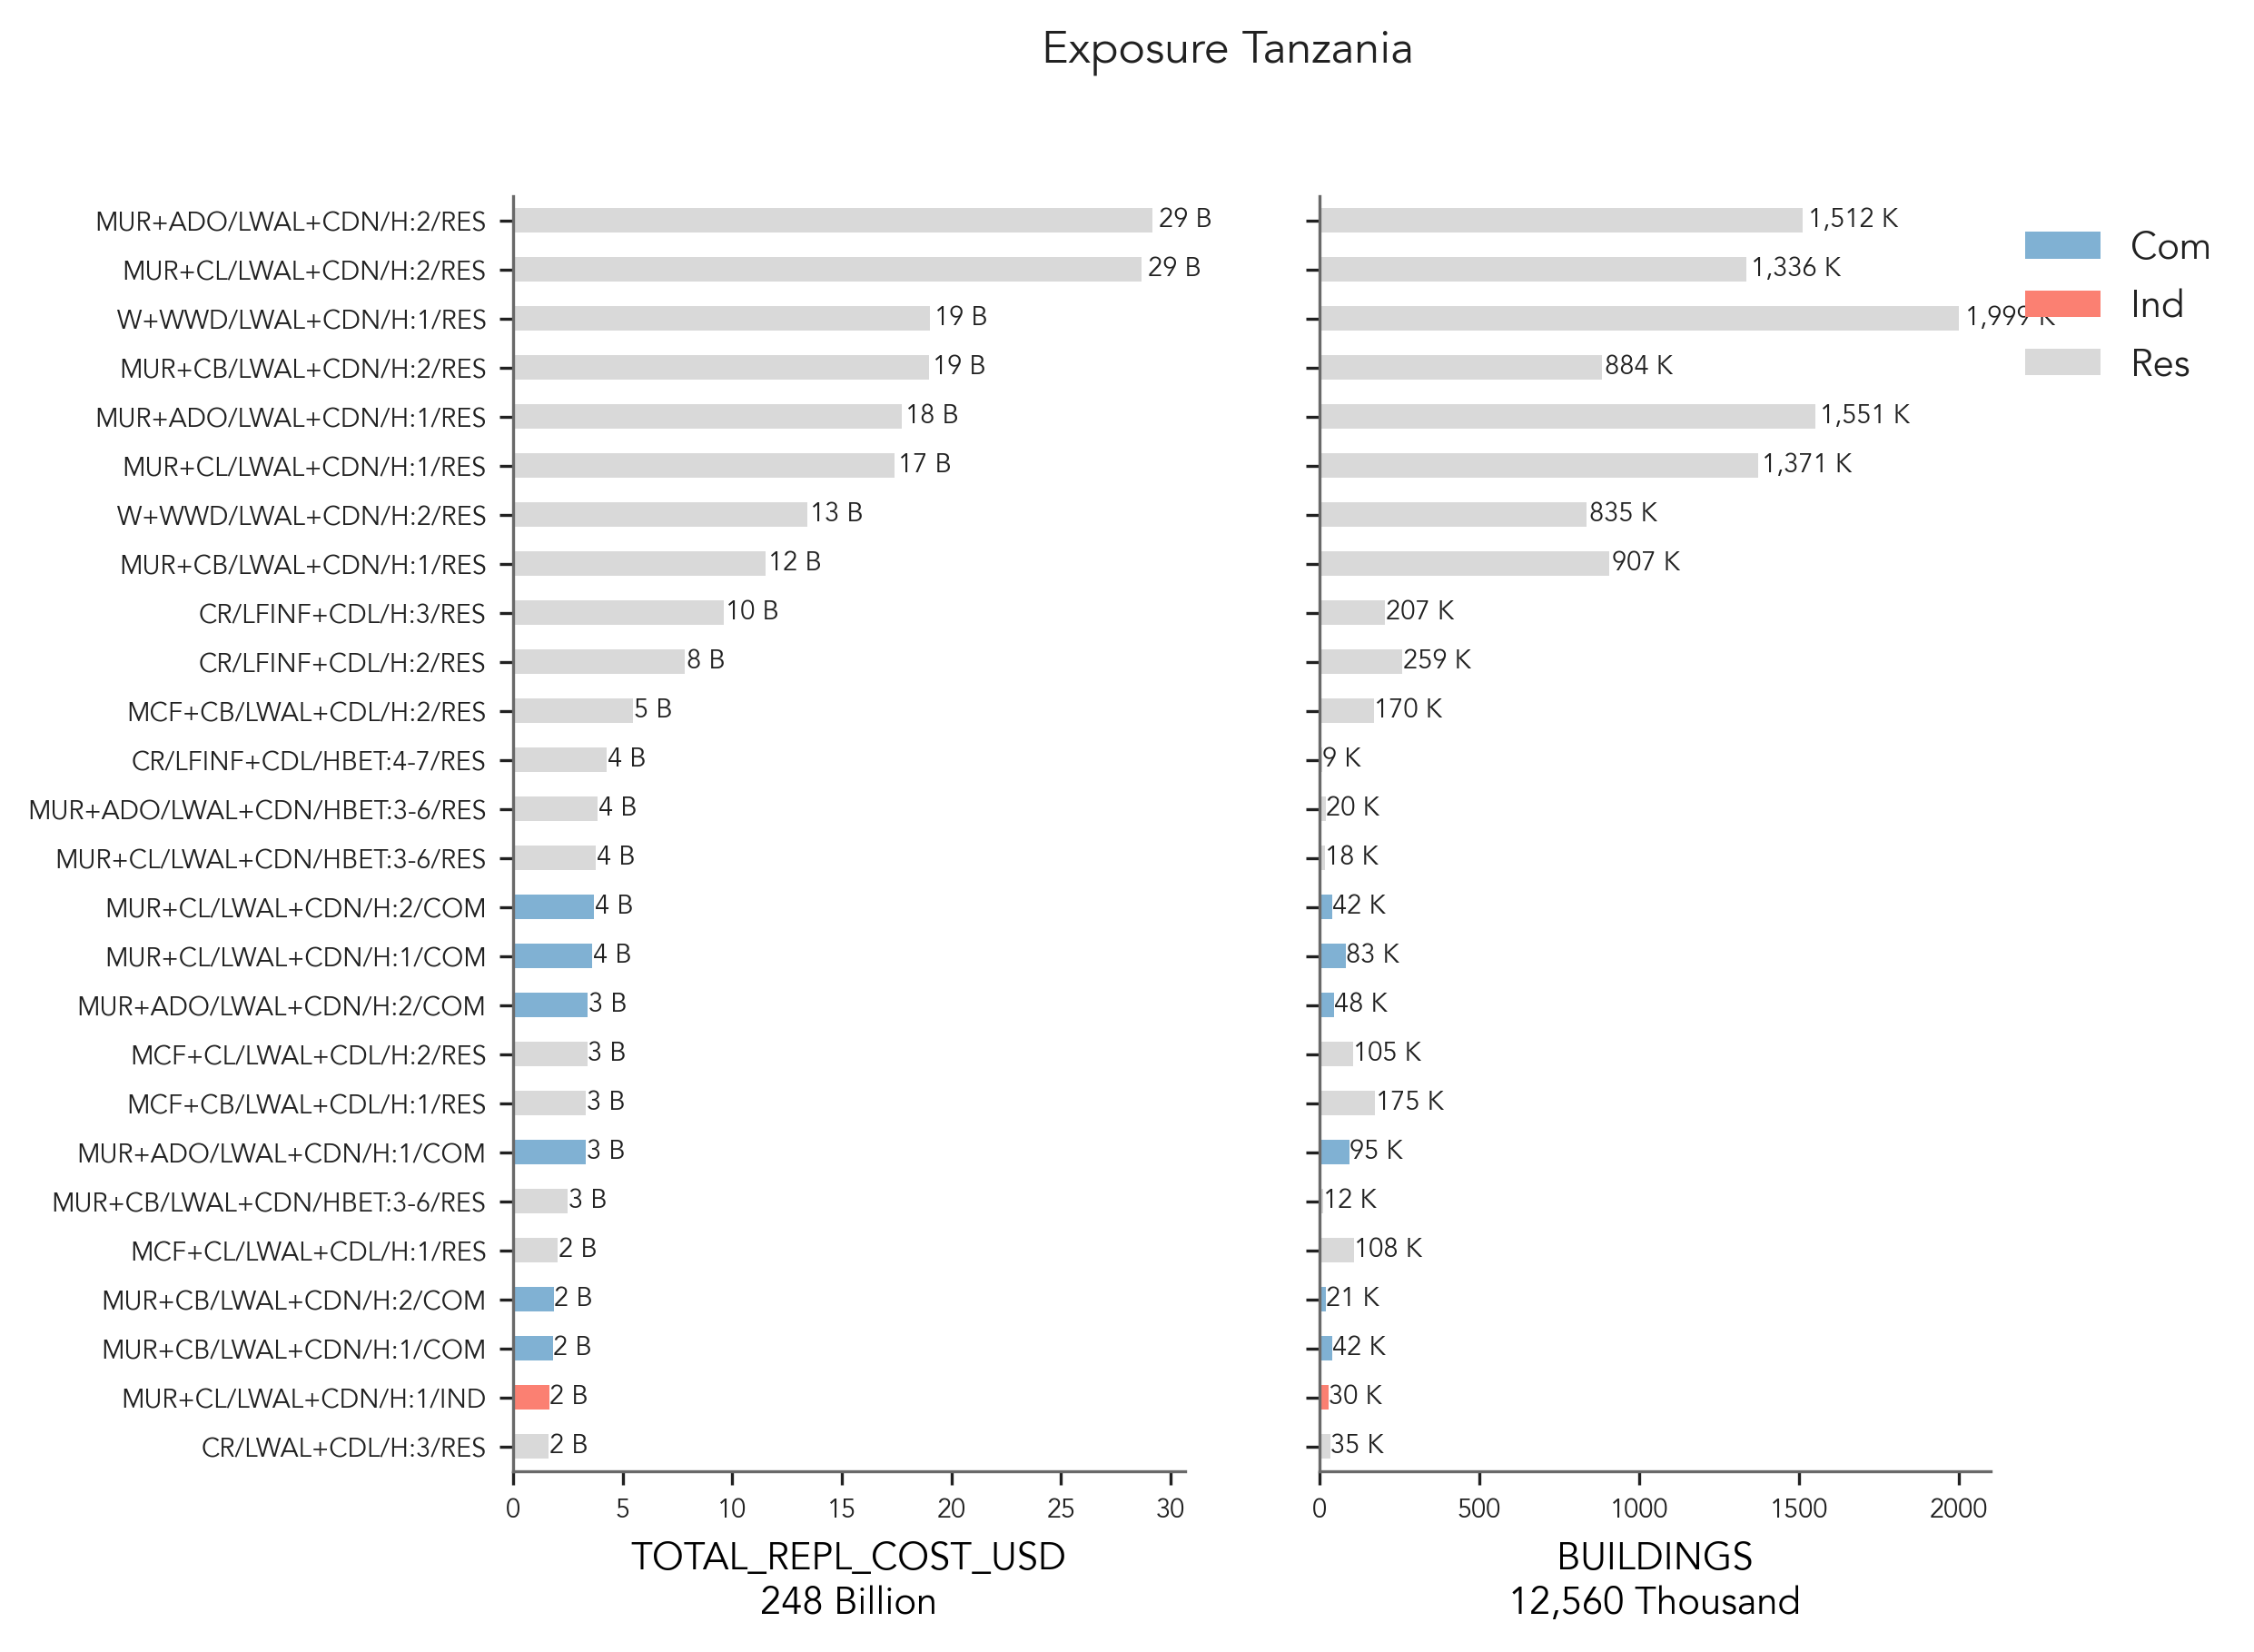 Exposure Tanzania
MUR+ADO/LWAL+CDN/H:2/RES 29 B 1,512 K
MUR+CL/LWAL+CDN/H:2/RES 29 B 1,336 K
W+WWD/LWAL+CDN/H:1/RES 19 B 1,999 K
MUR+CB/LWAL+CDN/H:2/RES 19 B 884 K
MUR+ADO/LWAL+CDN/H:1/RES 18 B 1,551 K
MUR+CL/LWAL+CDN/H:1/RES 17 B 1,371 K
W+WWD/LWAL+CDN/H:2/RES 13 B 835 K
MUR+CB/LWAL+CDN/H:1/RES 12 B 907 K
CR/LFINF+CDL/H:3/RES 10 B 207 K
CR/LFINF+CDL/H:2/RES 8 B 259 K
MCF+CB/LWAL+CDL/H:2/RES 5 B 170 K
CR/LFINF+CDL/HBET:4-7/RES 4 B 9 K
MUR+ADO/LWAL+CDN/HBET:3-6/RES 4 B 20 K
MUR+CL/LWAL+CDN/HBET:3-6/RES 4 B 18 K
MUR+CL/LWAL+CDN/H:2/COM 4 B 42 K
MUR+CL/LWAL+CDN/H:1/COM 4 B 83 K
MUR+ADO/LWAL+CDN/H:2/COM 3 B 48 K
MCF+CL/LWAL+CDL/H:2/RES 3 B 105 K
MCF+CB/LWAL+CDL/H:1/RES 3 B 175 K
MUR+ADO/LWAL+CDN/H:1/COM 3 B 95 K
MUR+CB/LWAL+CDN/HBET:3-6/RES 3 B 12 K
MCF+CL/LWAL+CDL/H:1/RES 2 B 108 K
MUR+CB/LWAL+CDN/H:2/COM 2 B 21 K
MUR+CB/LWAL+CDN/H:1/COM 2 B 42 K
MUR+CL/LWAL+CDN/H:1/IND 2 B 30 K
CR/LWAL+CDL/H:3/RES 2 B 35 K
0 5 10 15 20 25 30
TOTAL_REPL_COST_USD
248 Billion
0 500 1000 1500 2000
BUILDINGS
12,560 Thousand
Com
Ind
Res